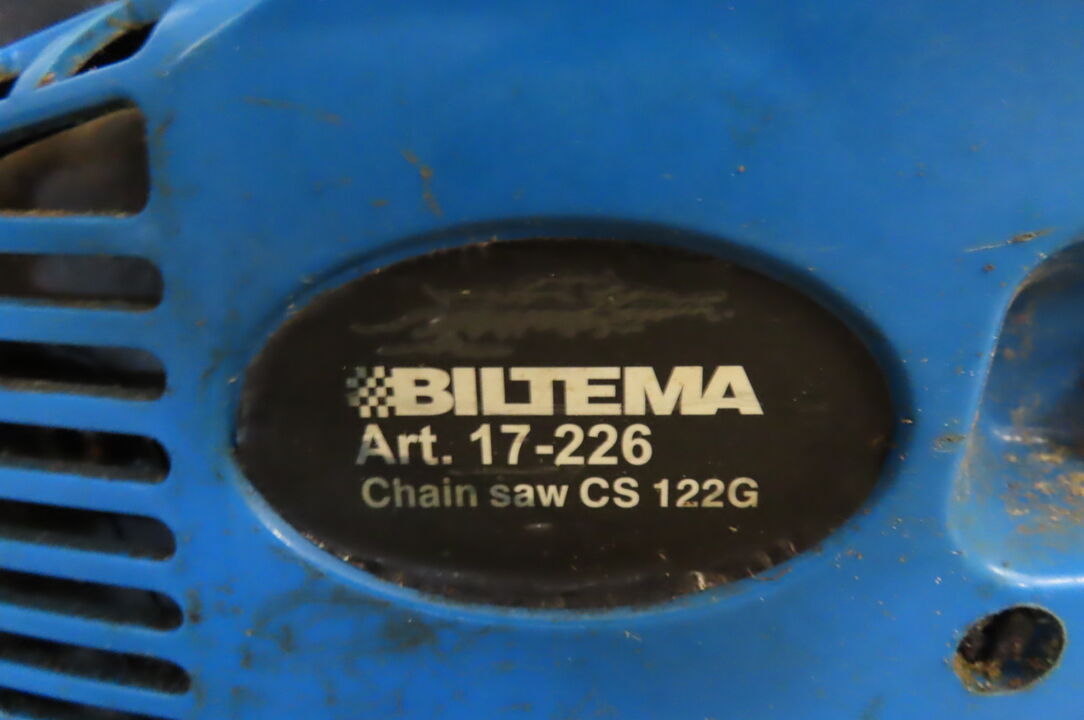 BILTEMA
Art. 17-226
Chain saw CS 122G